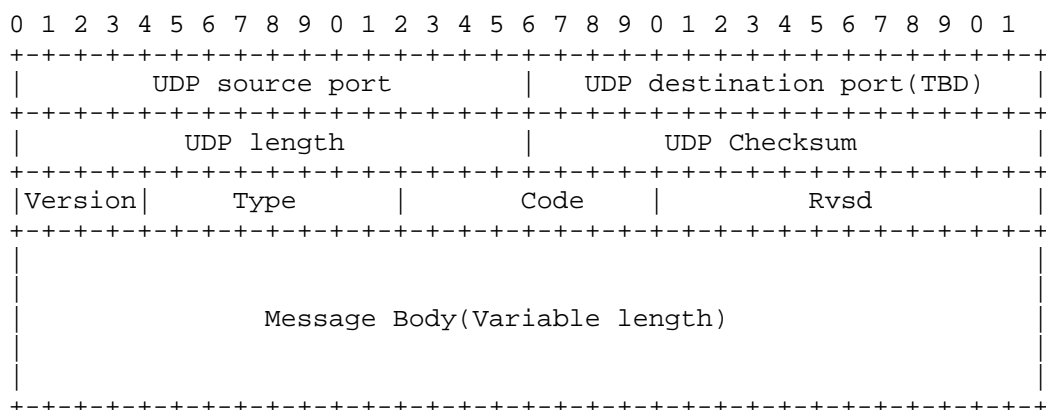 0 1 2 3 4 5 6 7 8 9 0 1 2 3 4 5 6 7 8 9 0 1 2 3 4 5 6 7 8 9 0 1
+-+-+-+-+-+-+-+-+-+-+-+-+-+-+-+-+-+-+-+-+-+-+-+-+-+-+-+-+-+-+-+-+
| UDP source port | UDP destination port(TBD) |
+-+-+-+-+-+-+-+-+-+-+-+-+-+-+-+-+-+-+-+-+-+-+-+-+-+-+-+-+-+-+-+-+
| UDP length | UDP Checksum |
+-+-+-+-+-+-+-+-+-+-+-+-+-+-+-+-+-+-+-+-+-+-+-+-+-+-+-+-+-+-+-+-+
|Version| Type | Code | Rvsd |
+-+-+-+-+-+-+-+-+-+-+-+-+-+-+-+-+-+-+-+-+-+-+-+-+-+-+-+-+-+-+-+-+
| |
| |
| Message Body(Variable length) |
| |
| |
+-+-+-+-+-+-+-+-+-+-+-+-+-+-+-+-+-+-+-+-+-+-+-+-+-+-+-+-+-+-+-+-+